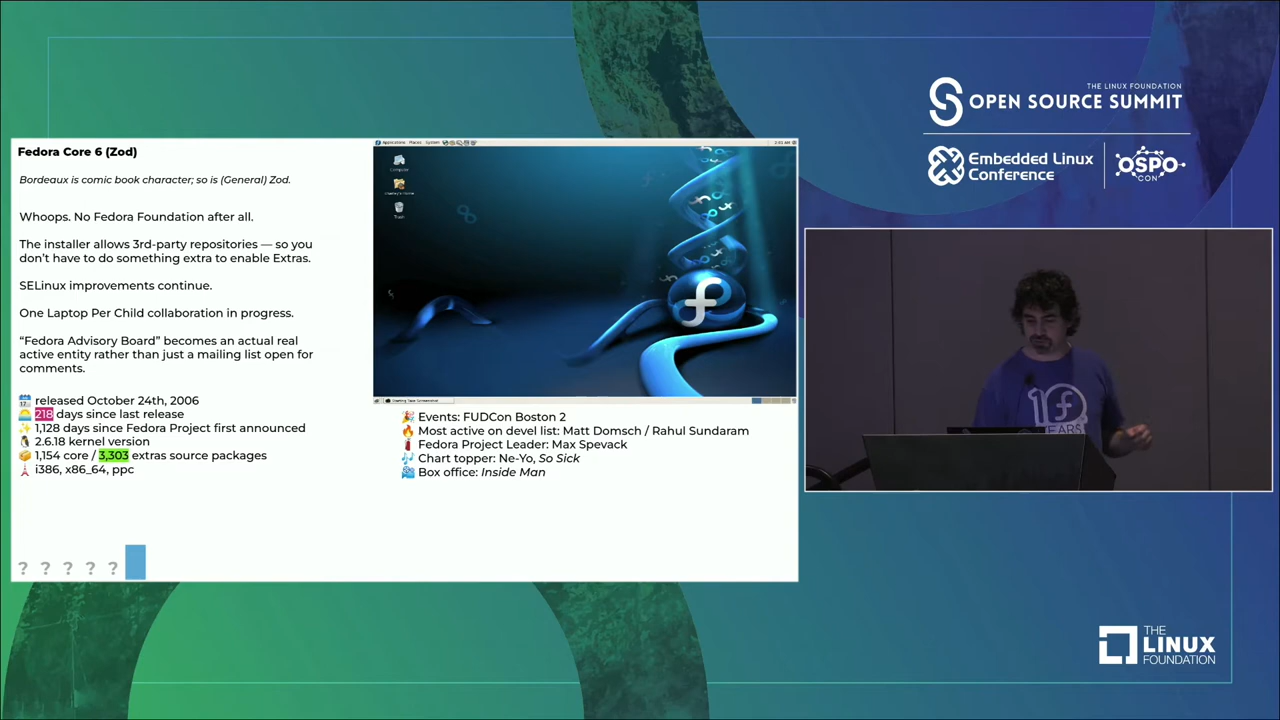 THE LINUX FOUNDATION
OPEN SOURCE SUMMIT
Embedded Linux
Conference
OSPO
CON
Fedora Core 6 (Zod)
Bordeaux is comic book character; so is (General) Zod.
Whoops. No Fedora Foundation after all.
The installer allows 3rd-party repositories — so you
don't have to do something extra to enable Extras.
SELinux improvements continue.
One Laptop Per Child collaboration in progress.
“Fedora Advisory Board” becomes an actual real
active entity rather than just a mailing list open for
comments.
released October 24th, 2006
218 days since last release
1,128 days since Fedora Project first announced
2.6.18 kernel version
1,154 core / 3,303 extras source packages
i386, x86_64, ppc
Applications Places System
Computer
Trash
Events: FUDCon Boston 2
Most active on devel list: Matt Domsch / Rahul Sundaram
Fedora Project Leader: Max Spevack
Chart topper: Ne-Yo, So Sick
Box office: Inside Man
? ? ? ? ?
YEARS
THE
LINUX
FOUNDATION